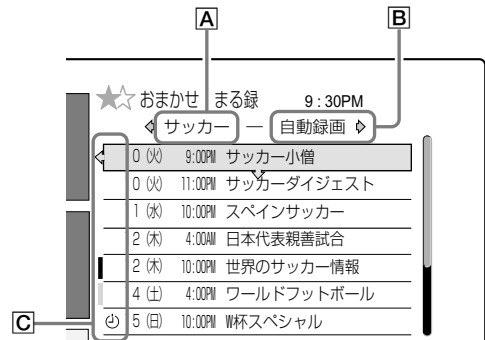 A
B
★☆ おまかせ まる録 9:30PM
サッカー — 自動録画
0 (火) 9:00PM サッカー小僧
0 (火) 11:00PM サッカーダイジェスト
1 (水) 10:00PM スペインサッカー
2 (木) 4:00AM 日本代表親善試合
2 (木) 10:00PM 世界のサッカー情報
4 (土) 4:00PM ワールドフットボール
C
5 (日) 10:00PM W杯スペシャル